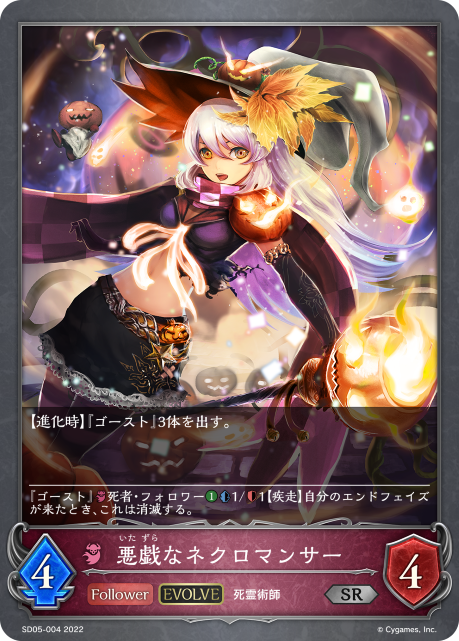 【進化時】『ゴースト』3体を出す。
『ゴースト』死者・フォロワー1 1/1【疾走】自分のエンドフェイズ
が来たとき、これは消滅する。
いたずら
悪戯なネクロマンサー
4
Follower EVOLVE 死霊術師 SR
4
SD05-004 2022 © Cygames, Inc.